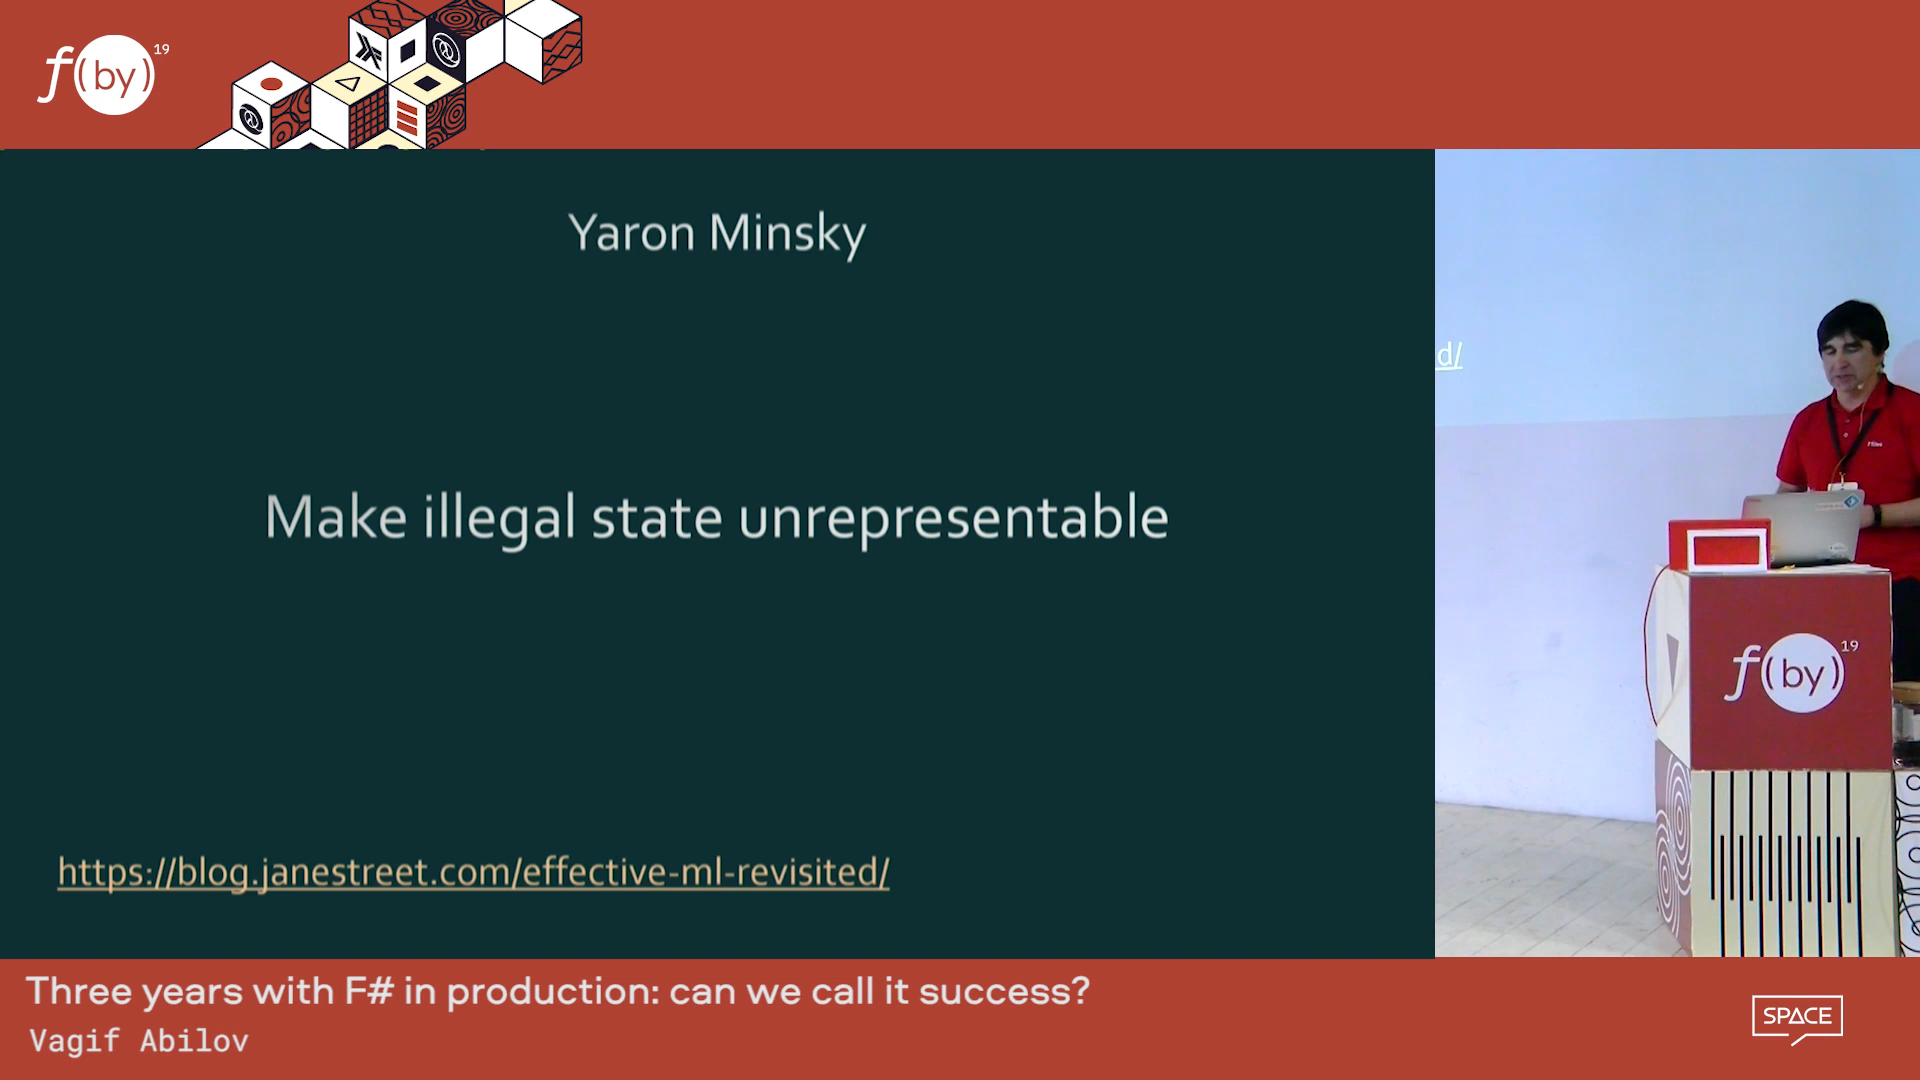 f(by) 19
Yaron Minsky
Make illegal state unrepresentable
https://blog.janestreet.com/effective-ml-revisited/
d/
f(by) 19
Three years with F# in production: can we call it success?
Vagif Abilov
SPACE